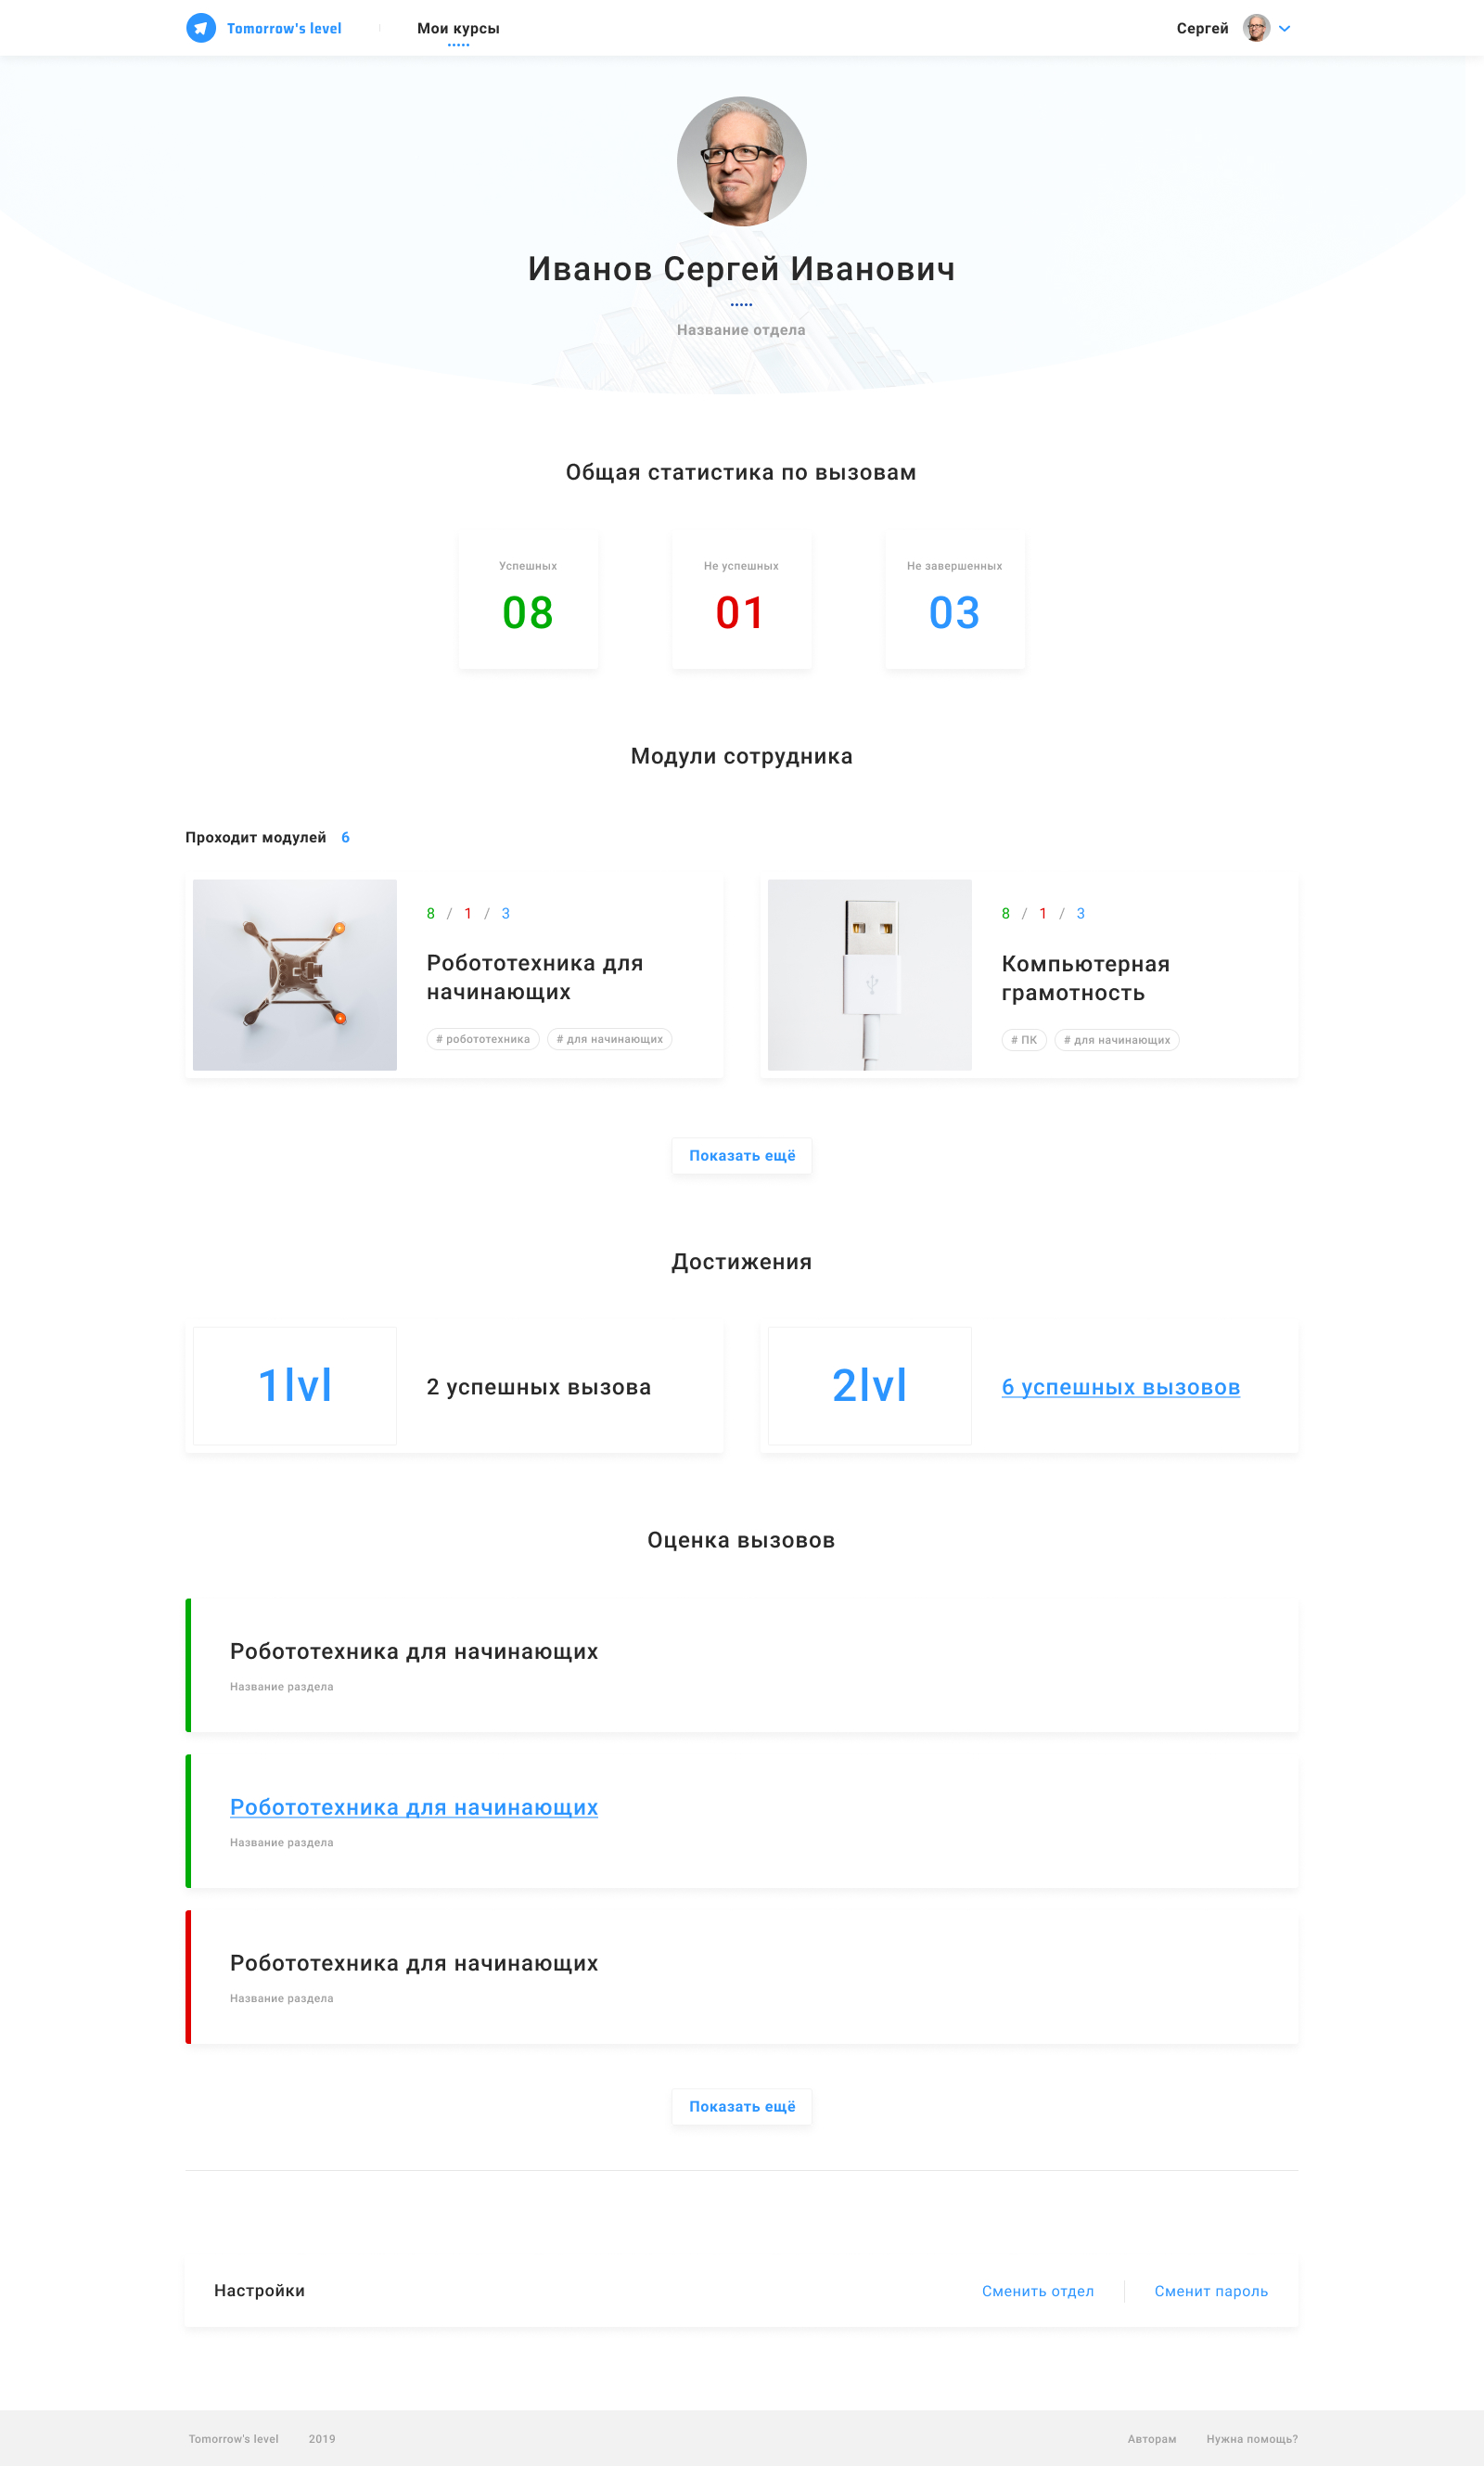 Tomorrow's level
Мои курсы
Сергей
Иванов Сергей Иванович
Название отдела
Общая статистика по вызовам
Успешных
08
Не успешных
01
Не завершенных
03
Модули сотрудника
Проходит модулей 6
8 / 1 / 3
Робототехника для
начинающих
# робототехника # для начинающих
8 / 1 / 3
Компьютерная
грамотность
# ПК # для начинающих
Показать ещё
Достижения
1lvl
2 успешных вызова
2lvl
6 успешных вызовов
Оценка вызовов
Робототехника для начинающих
Название раздела
Робототехника для начинающих
Название раздела
Робототехника для начинающих
Название раздела
Показать ещё
Настройки
Сменить отдел
Сменит пароль
Tomorrow's level 2019
Авторам Нужна помощь?